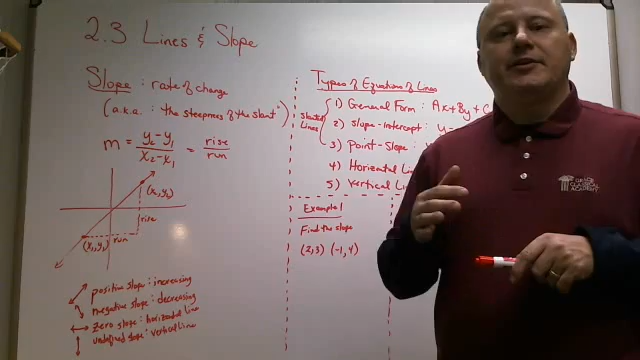 2.3 Lines & Slope
Slope : rate of change
(a.k.a. : the steepness of the slant)
m = (y₂ - y₁)/(x₂ - x₁) = rise/run
(x₂, y₂)
rise
run
(x₁, y₁)
positive slope : increasing
negative slope : decreasing
zero slope : horizontal line
undefined slope : vertical line
Types of Equations of Lines
Slanted Lines
1) General Form : Ax + By + C
2) Slope-intercept : y =
3) Point-Slope :
4) Horizontal
5) Vertical
Example 1
Find the slope
(2,3) (-1,4)